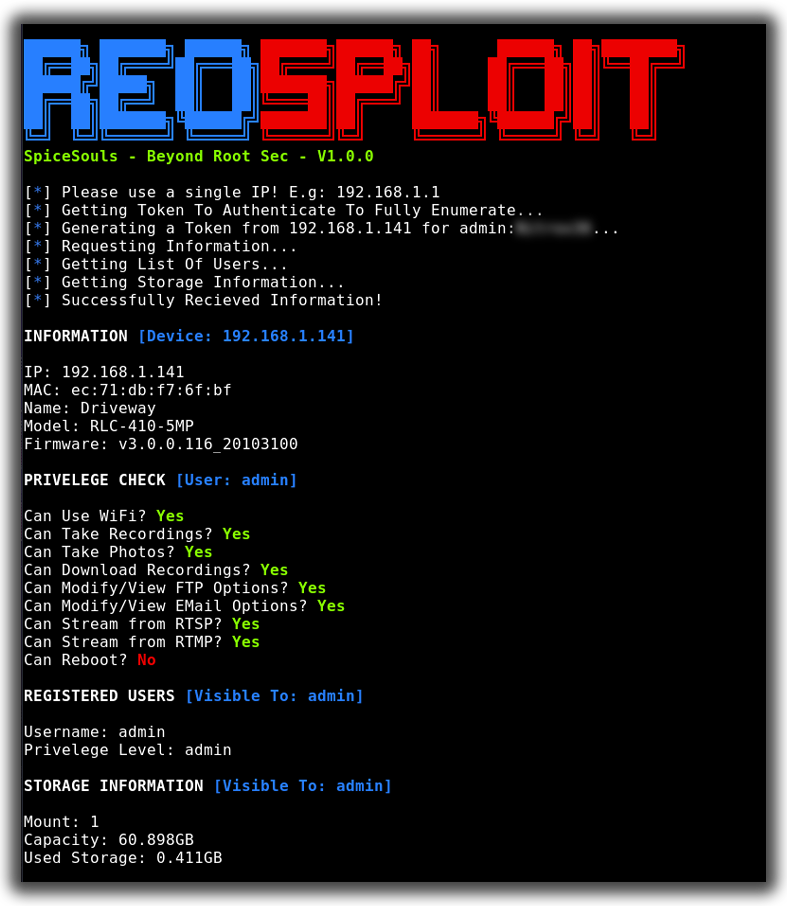 REOSPLOIT
SpiceSouls - Beyond Root Sec - V1.0.0
[*] Please use a single IP! E.g: 192.168.1.1
[*] Getting Token To Authenticate To Fully Enumerate...
[*] Generating a Token from 192.168.1.141 for admin: ...
[*] Requesting Information...
[*] Getting List Of Users...
[*] Getting Storage Information...
[*] Successfully Recieved Information!
INFORMATION [Device: 192.168.1.141]
IP: 192.168.1.141
MAC: ec:71:db:f7:6f:bf
Name: Driveway
Model: RLC-410-5MP
Firmware: v3.0.0.116_20103100
PRIVELEGE CHECK [User: admin]
Can Use WiFi? Yes
Can Take Recordings? Yes
Can Take Photos? Yes
Can Download Recordings? Yes
Can Modify/View FTP Options? Yes
Can Modify/View EMail Options? Yes
Can Stream from RTSP? Yes
Can Stream from RTMP? Yes
Can Reboot? No
REGISTERED USERS [Visible To: admin]
Username: admin
Privelege Level: admin
STORAGE INFORMATION [Visible To: admin]
Mount: 1
Capacity: 60.898GB
Used Storage: 0.411GB